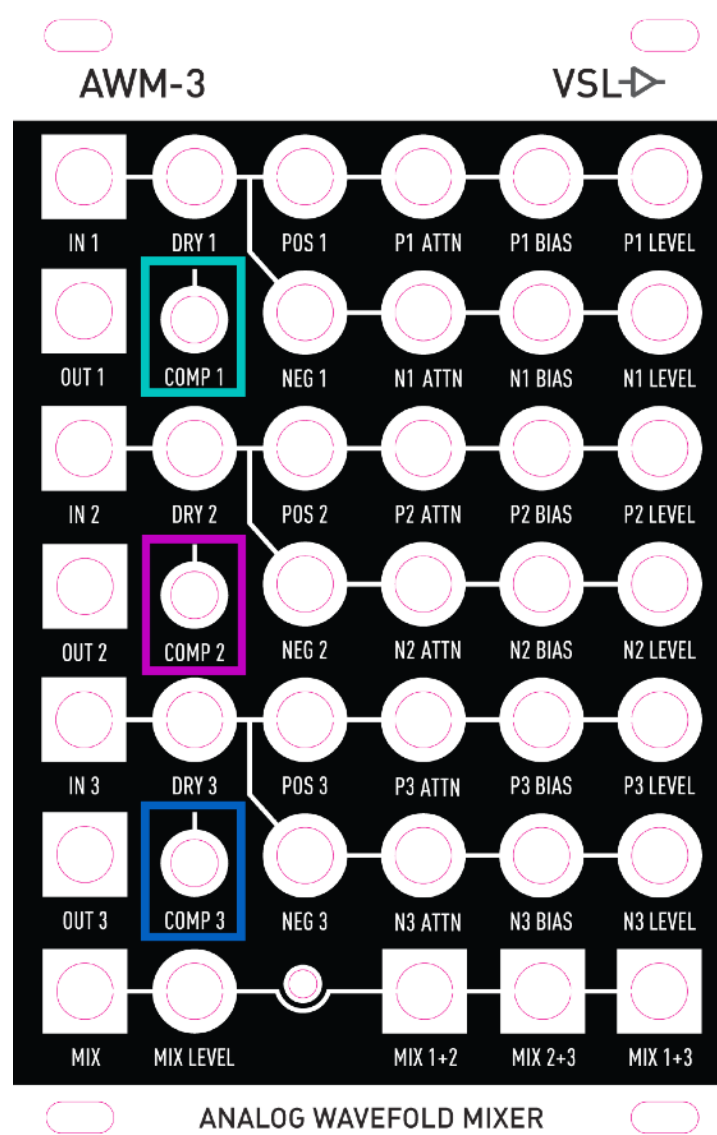 AWM-3 VSL
IN 1 DRY 1 POS 1 P1 ATTN P1 BIAS P1 LEVEL
OUT 1 COMP 1 NEG 1 N1 ATTN N1 BIAS N1 LEVEL
IN 2 DRY 2 POS 2 P2 ATTN P2 BIAS P2 LEVEL
OUT 2 COMP 2 NEG 2 N2 ATTN N2 BIAS N2 LEVEL
IN 3 DRY 3 POS 3 P3 ATTN P3 BIAS P3 LEVEL
OUT 3 COMP 3 NEG 3 N3 ATTN N3 BIAS N3 LEVEL
MIX MIX LEVEL MIX 1+2 MIX 2+3 MIX 1+3
ANALOG WAVEFOLD MIXER